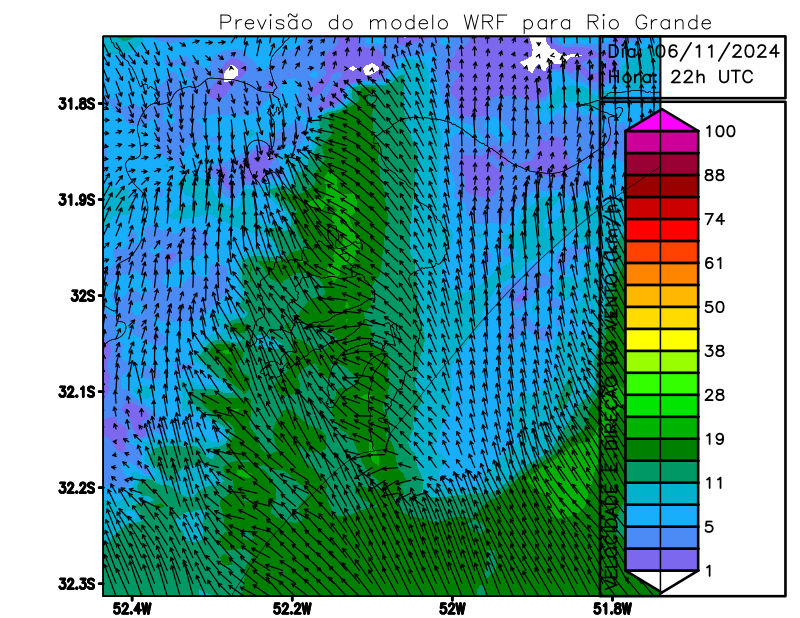 Previsão do modelo WRF para Rio Grande
Dia: 06/11/2024
Hora: 22h UTC
31.8S
31.9S
32S
32.1S
32.2S
32.3S
52.4W
52.2W
52W
51.8W
VELOCIDADE E DIREÇÃO DO VENTO (km/h)
100
88
74
61
50
38
28
19
11
5
1